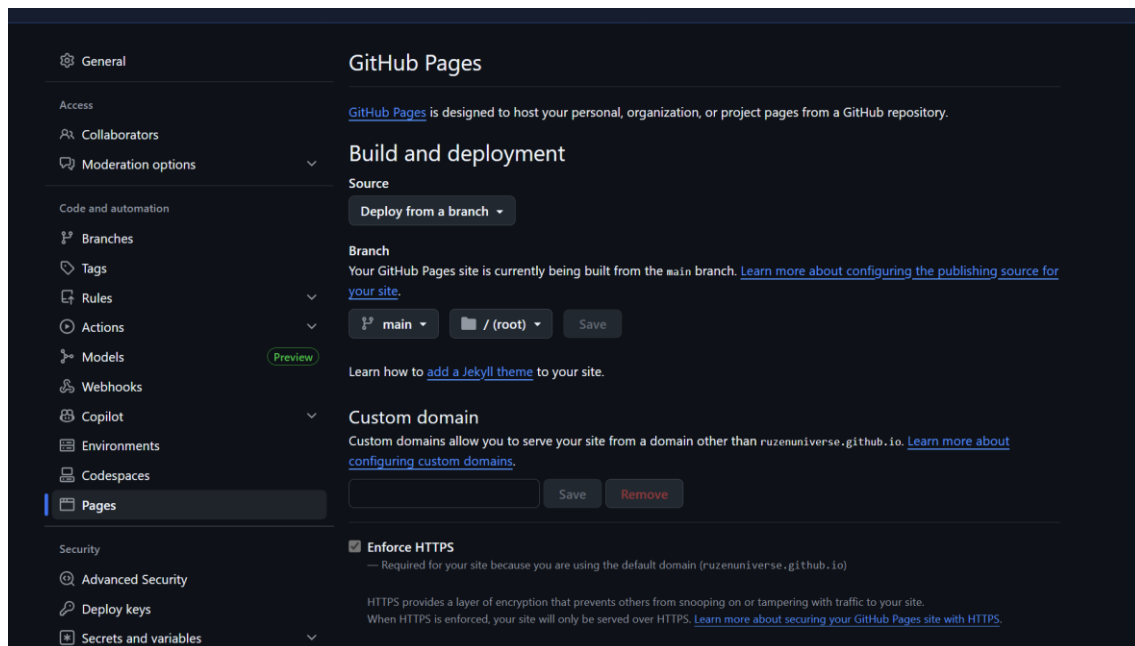 General
Access
Collaborators
Moderation options
Code and automation
Branches
Tags
Rules
Actions
Models Preview
Webhooks
Copilot
Environments
Codespaces
Pages
Security
Advanced Security
Deploy keys
Secrets and variables
GitHub Pages
GitHub Pages is designed to host your personal, organization, or project pages from a GitHub repository.
Build and deployment
Source
Deploy from a branch
Branch
Your GitHub Pages site is currently being built from the main branch. Learn more about configuring the publishing source for
your site.
main / (root) Save
Learn how to add a Jekyll theme to your site.
Custom domain
Custom domains allow you to serve your site from a domain other than ruzenuniverse.github.io. Learn more about
configuring custom domains.
Save Remove
Enforce HTTPS
— Required for your site because you are using the default domain (ruzenuniverse.github.io)
HTTPS provides a layer of encryption that prevents others from snooping on or tampering with traffic to your site.
When HTTPS is enforced, your site will only be served over HTTPS. Learn more about securing your GitHub Pages site with HTTPS.